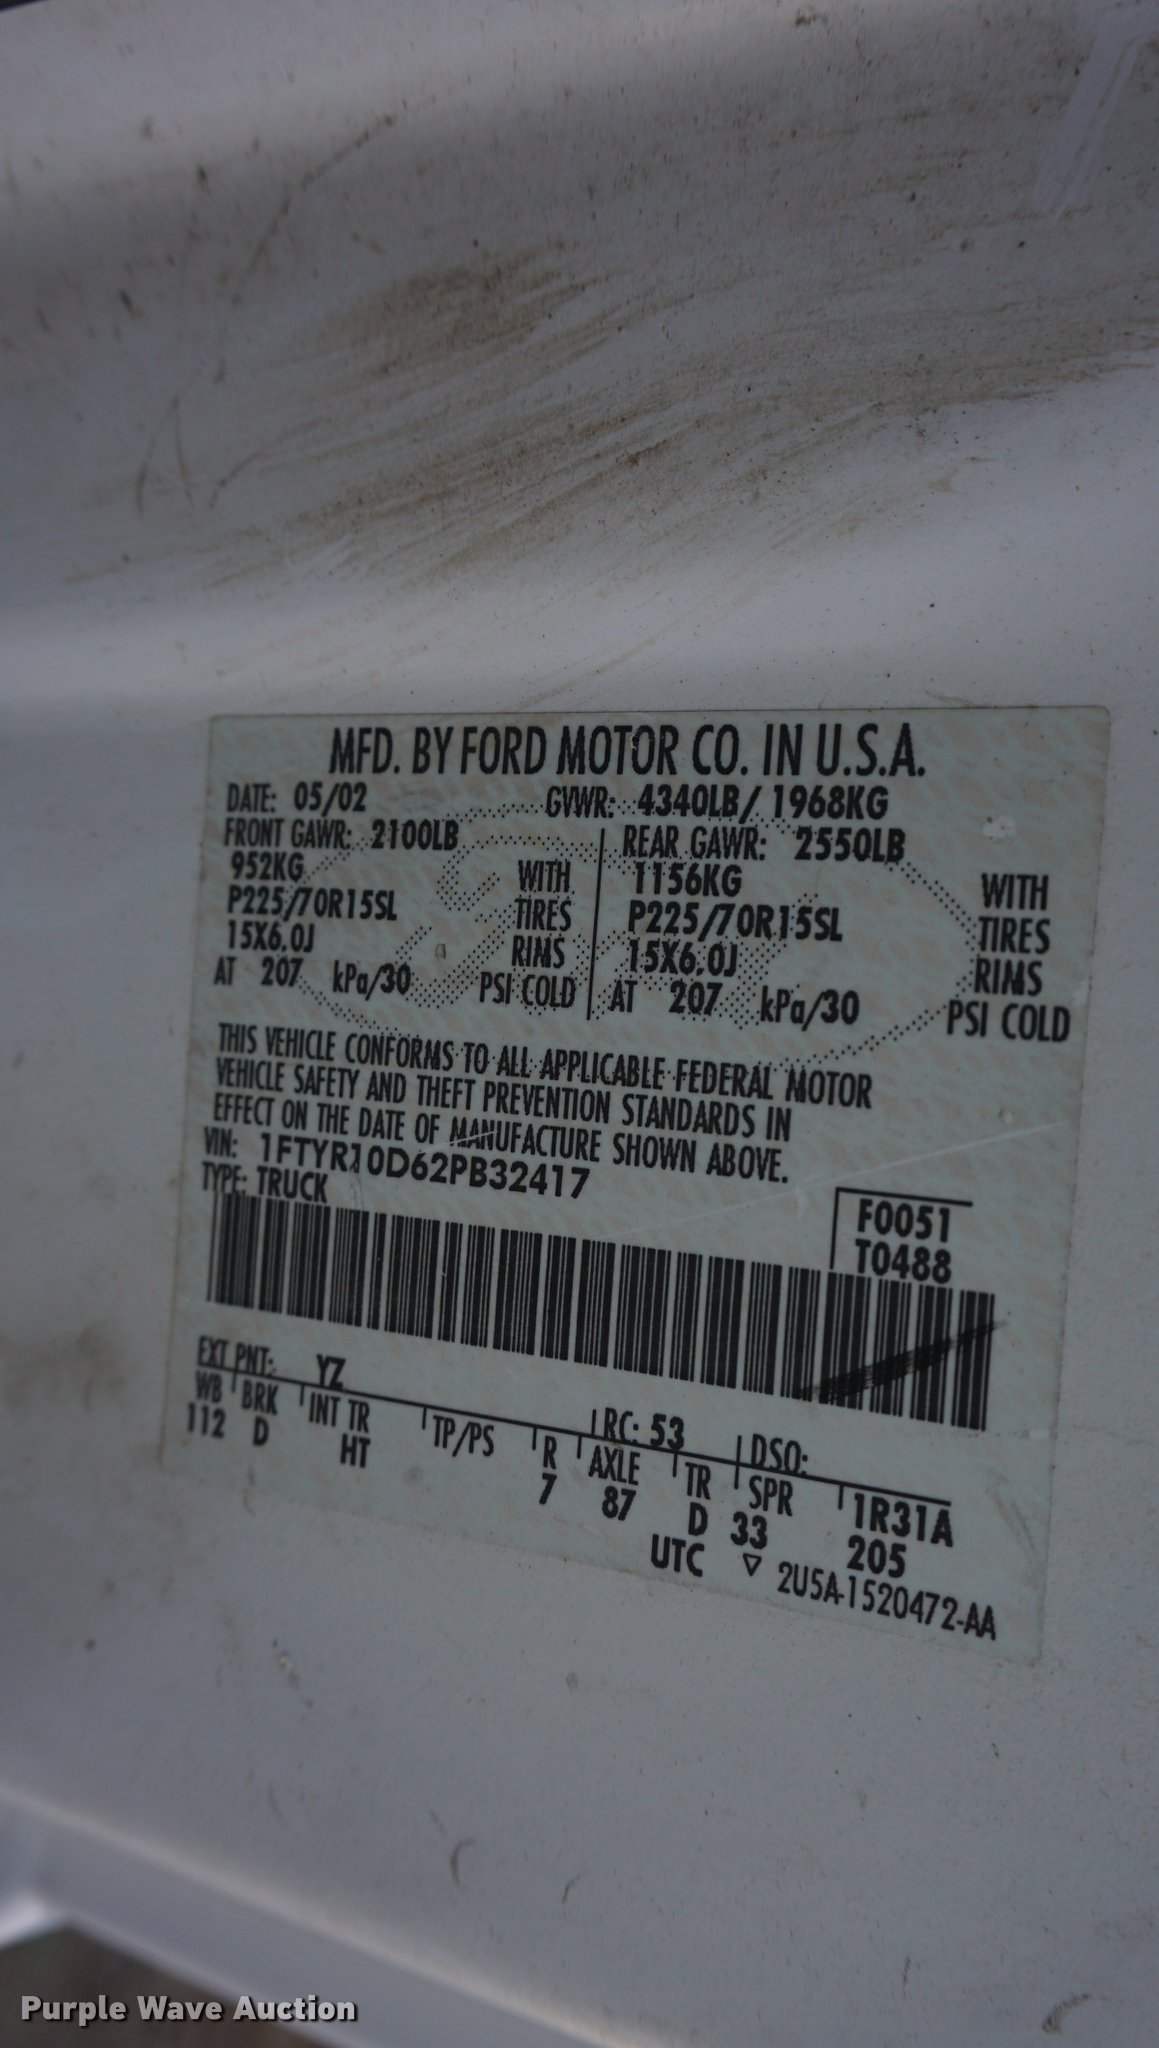 MFD. BY FORD MOTOR CO. IN U.S.A.
DATE: 05/02 GVWR: 4340LB/ 1968KG
FRONT GAWR: 2100LB REAR GAWR: 2550LB
952KG WITH 1156KG WITH
P225/70R15SL TIRES P225/70R15SL TIRES
15X6.0J RIMS 15X6.0J RIMS
AT 207 kPa/30 PSI COLD AT 207 kPa/30 PSI COLD
THIS VEHICLE CONFORMS TO ALL APPLICABLE FEDERAL MOTOR
VEHICLE SAFETY AND THEFT PREVENTION STANDARDS IN
EFFECT ON THE DATE OF MANUFACTURE SHOWN ABOVE.
VIN: 1FTYR10D62PB32417
TYPE: TRUCK
F0051
T0488
EXT PNT: YZ RC: 53 DSO:
WB BRK INT TR TP/PS R AXLE TR SPR 1R31A
112 D HT 7 87 D 33 205
UTC ▽ 2U5A-1520472-AA
Purple Wave Auction